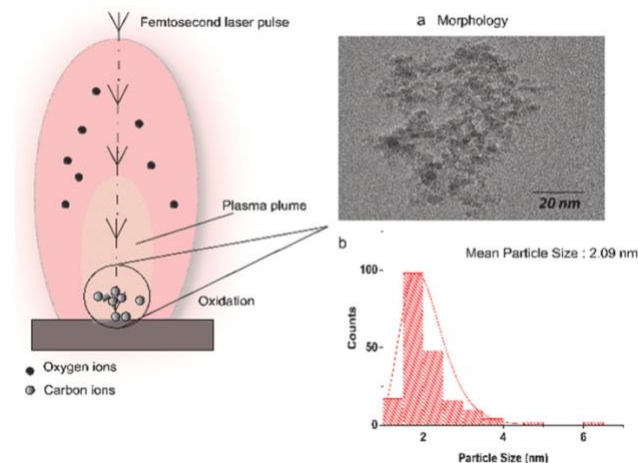 Femtosecond laser pulse
Plasma plume
Oxidation
Oxygen ions
Carbon ions
a Morphology
20 nm
b
Mean Particle Size : 2.09 nm
Counts
100
50
0
2
4
6
Particle Size [nm]